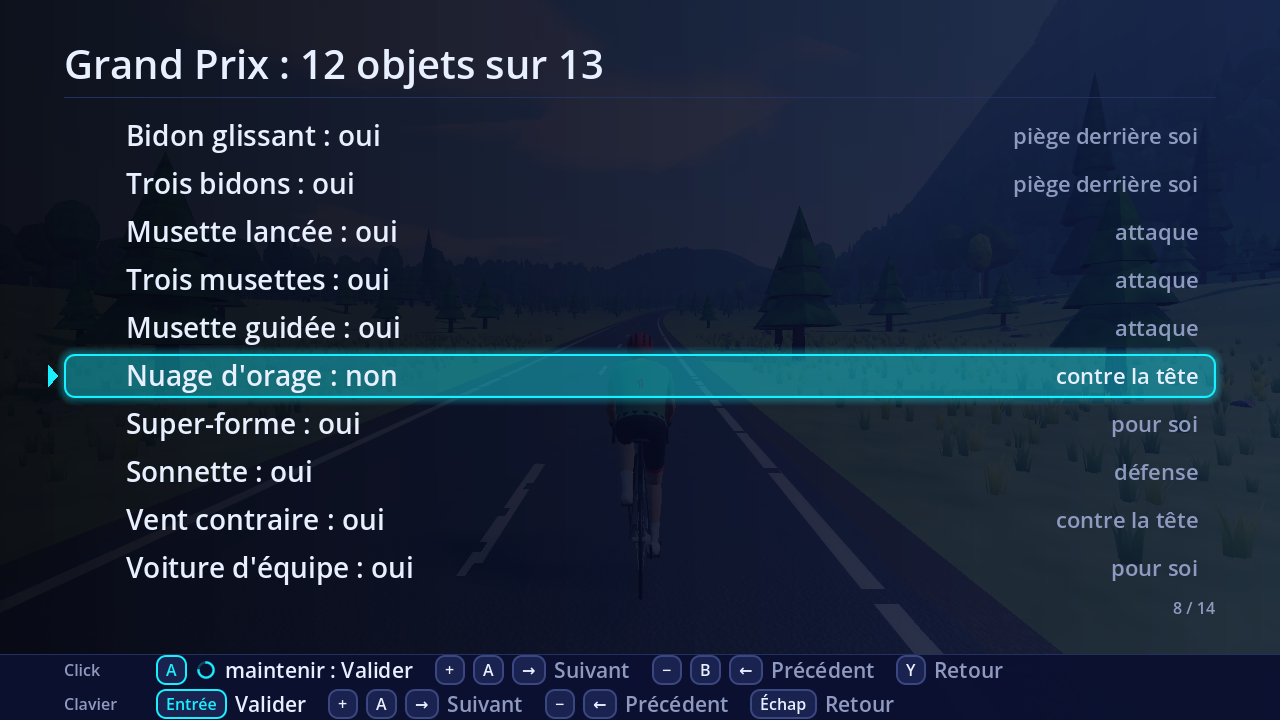 Grand Prix : 12 objets sur 13
Bidon glissant : oui piège derrière soi
Trois bidons : oui piège derrière soi
Musette lancée : oui attaque
Trois musettes : oui attaque
Musette guidée : oui attaque
Nuage d'orage : non contre la tête
Super-forme : oui pour soi
Sonnette : oui défense
Vent contraire : oui contre la tête
Voiture d'équipe : oui pour soi
8 / 14
Click A maintenir : Valider + A → Suivant − B ← Précédent Y Retour
Clavier Entrée Valider + A → Suivant − ← Précédent Échap Retour